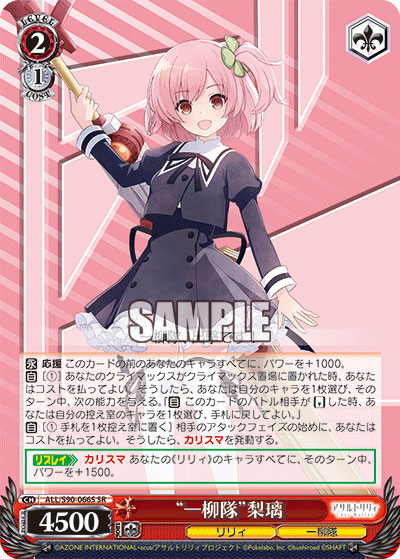 LEVEL
2
1
COST
SAMPLE
永 応援 このカードの前のあなたのキャラすべてに、パワーを+1000。
自 [①] あなたのクライマックスがクライマックス置場に置かれた時、あなた
はコストを払ってよい。そうしたら、あなたは自分のキャラを1枚選び、その
ターン中、次の能力を与える。『自 このカードのバトル相手が【】した時、あな
たは自分の控え室のキャラを1枚選び、手札に戻してよい。』
自 [① 手札を1枚控え室に置く] 相手のアタックフェイズの始めに、あなた
はコストを払ってよい。そうしたら、カリスマを発動する。
リプレイ カリスマ あなたの《リリィ》のキャラすべてに、そのターン中、
パワーを+1500。
CH ALL/S90-066S SR
4500
“一柳隊”梨璃
アサルトリリィ
リリィ 一柳隊
©AZONE INTERNATIONAL・acus/アサルトリリィプロジェクト ©Pokelabo, Inc. ©bushiroad ©SHAFT